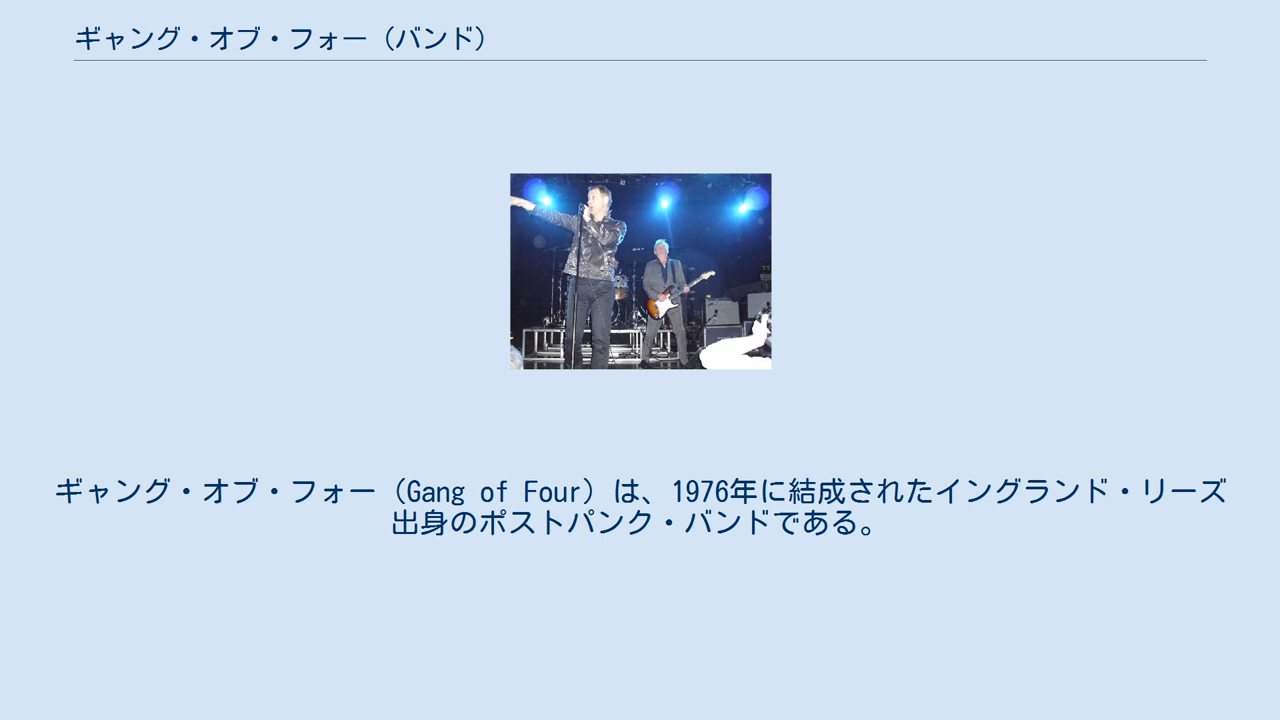 ギャング・オブ・フォー（バンド）
ギャング・オブ・フォー（Gang of Four）は、1976年に結成されたイングランド・リーズ
出身のポストパンク・バンドである。